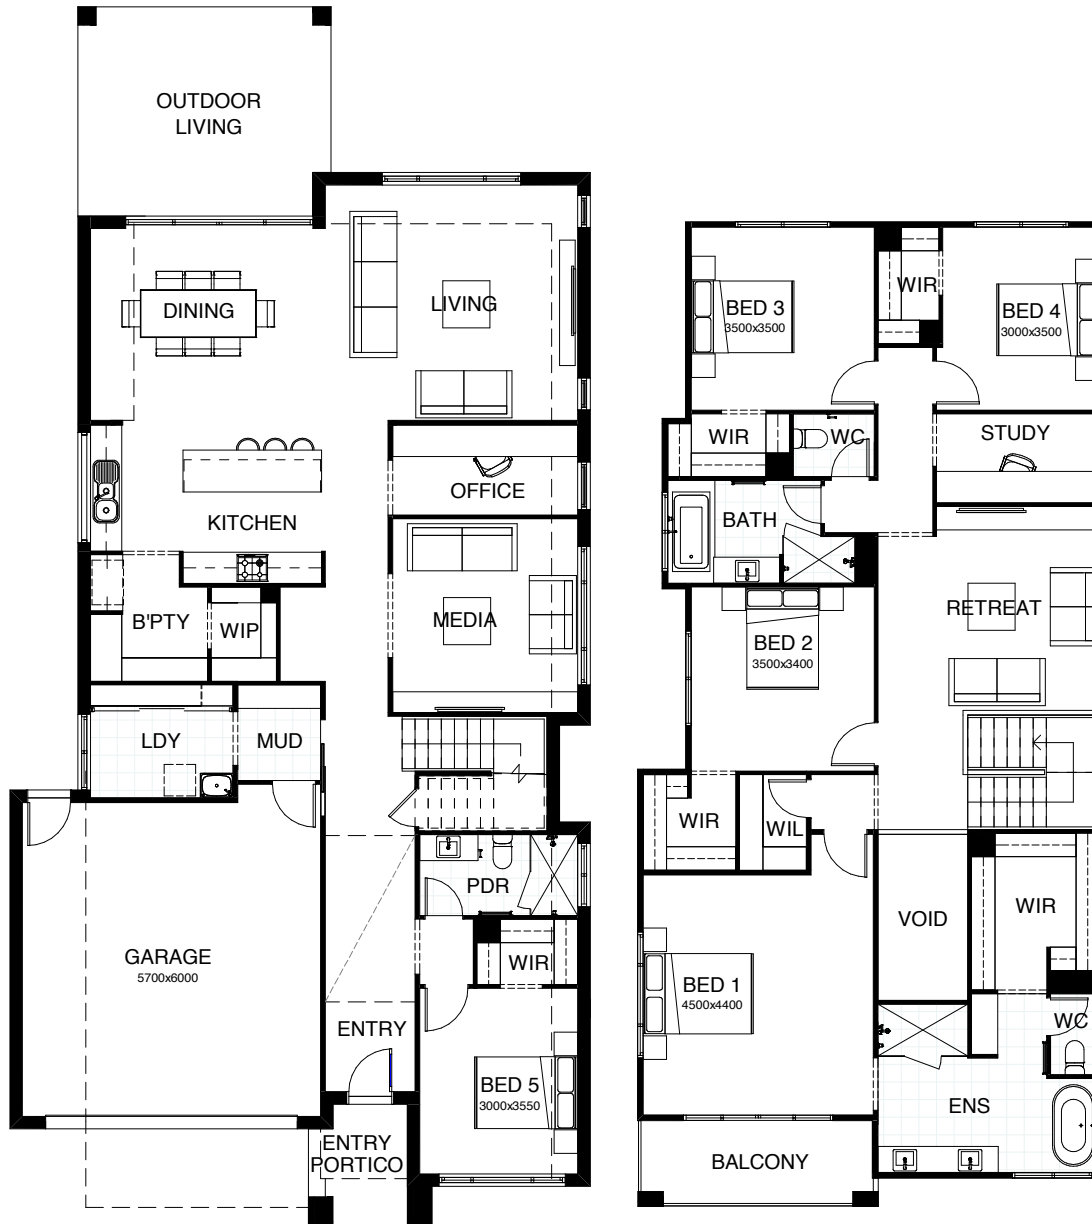 OUTDOOR
LIVING
DINING
LIVING
OFFICE
KITCHEN
B'PTY
WIP
MEDIA
LDY
MUD
PDR
GARAGE
5700x6000
WIR
ENTRY
BED 5
3000x3550
ENTRY
PORTICO
BED 3
3500x3500
WIR
BED 4
3000x3500
WIR
WC
STUDY
BATH
RETREAT
BED 2
3500x3400
WIR
WIL
VOID
WIR
BED 1
4500x4400
WC
ENS
BALCONY